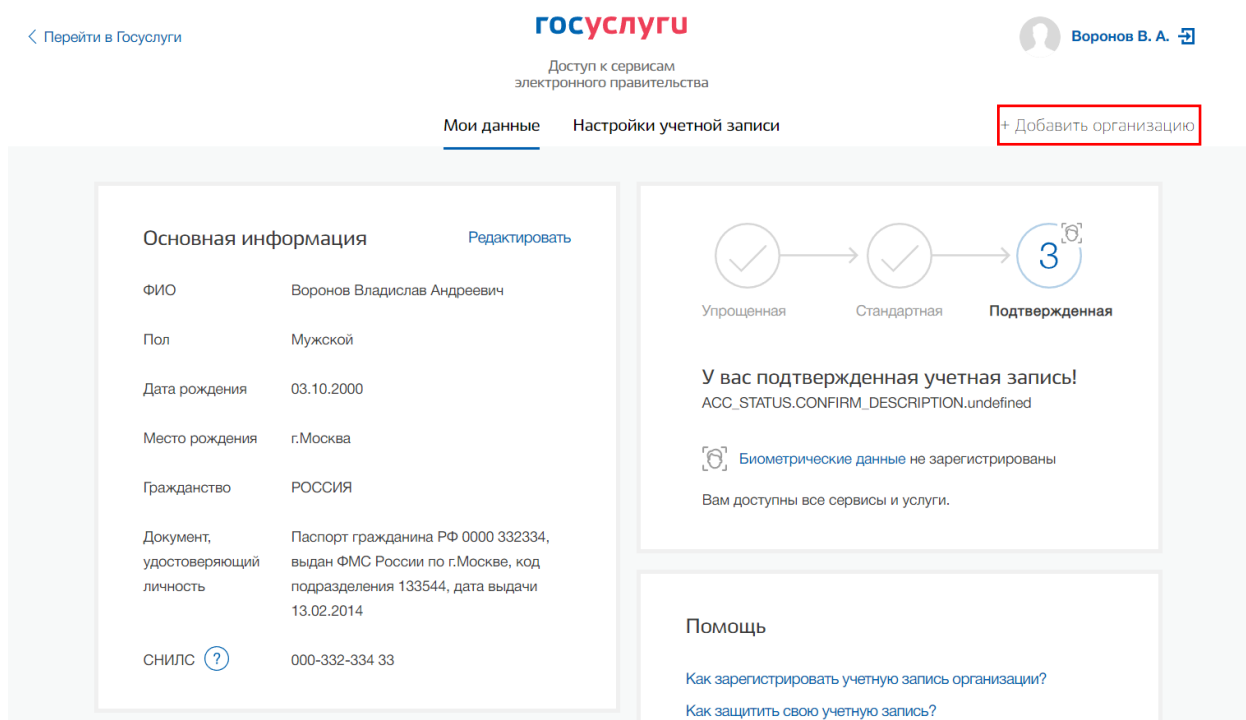 Перейти в Госуслуги
госуслуги
Воронов В. А.
Доступ к сервисам
электронного правительства
Мои данные
Настройки учетной записи
+ Добавить организацию
Основная информация
Редактировать
ФИО
Воронов Владислав Андреевич
Пол
Мужской
Дата рождения
03.10.2000
Место рождения
г.Москва
Гражданство
РОССИЯ
Документ,
удостоверяющий
личность
Паспорт гражданина РФ 0000 332334,
выдан ФМС России по г.Москве, код
подразделения 133544, дата выдачи
13.02.2014
СНИЛС ?
000-332-334 33
3
Упрощенная
Стандартная
Подтвержденная
У вас подтвержденная учетная запись!
ACC_STATUS.CONFIRM_DESCRIPTION.undefined
Биометрические данные не зарегистрированы
Вам доступны все сервисы и услуги.
Помощь
Как зарегистрировать учетную запись организации?
Как защитить свою учетную запись?